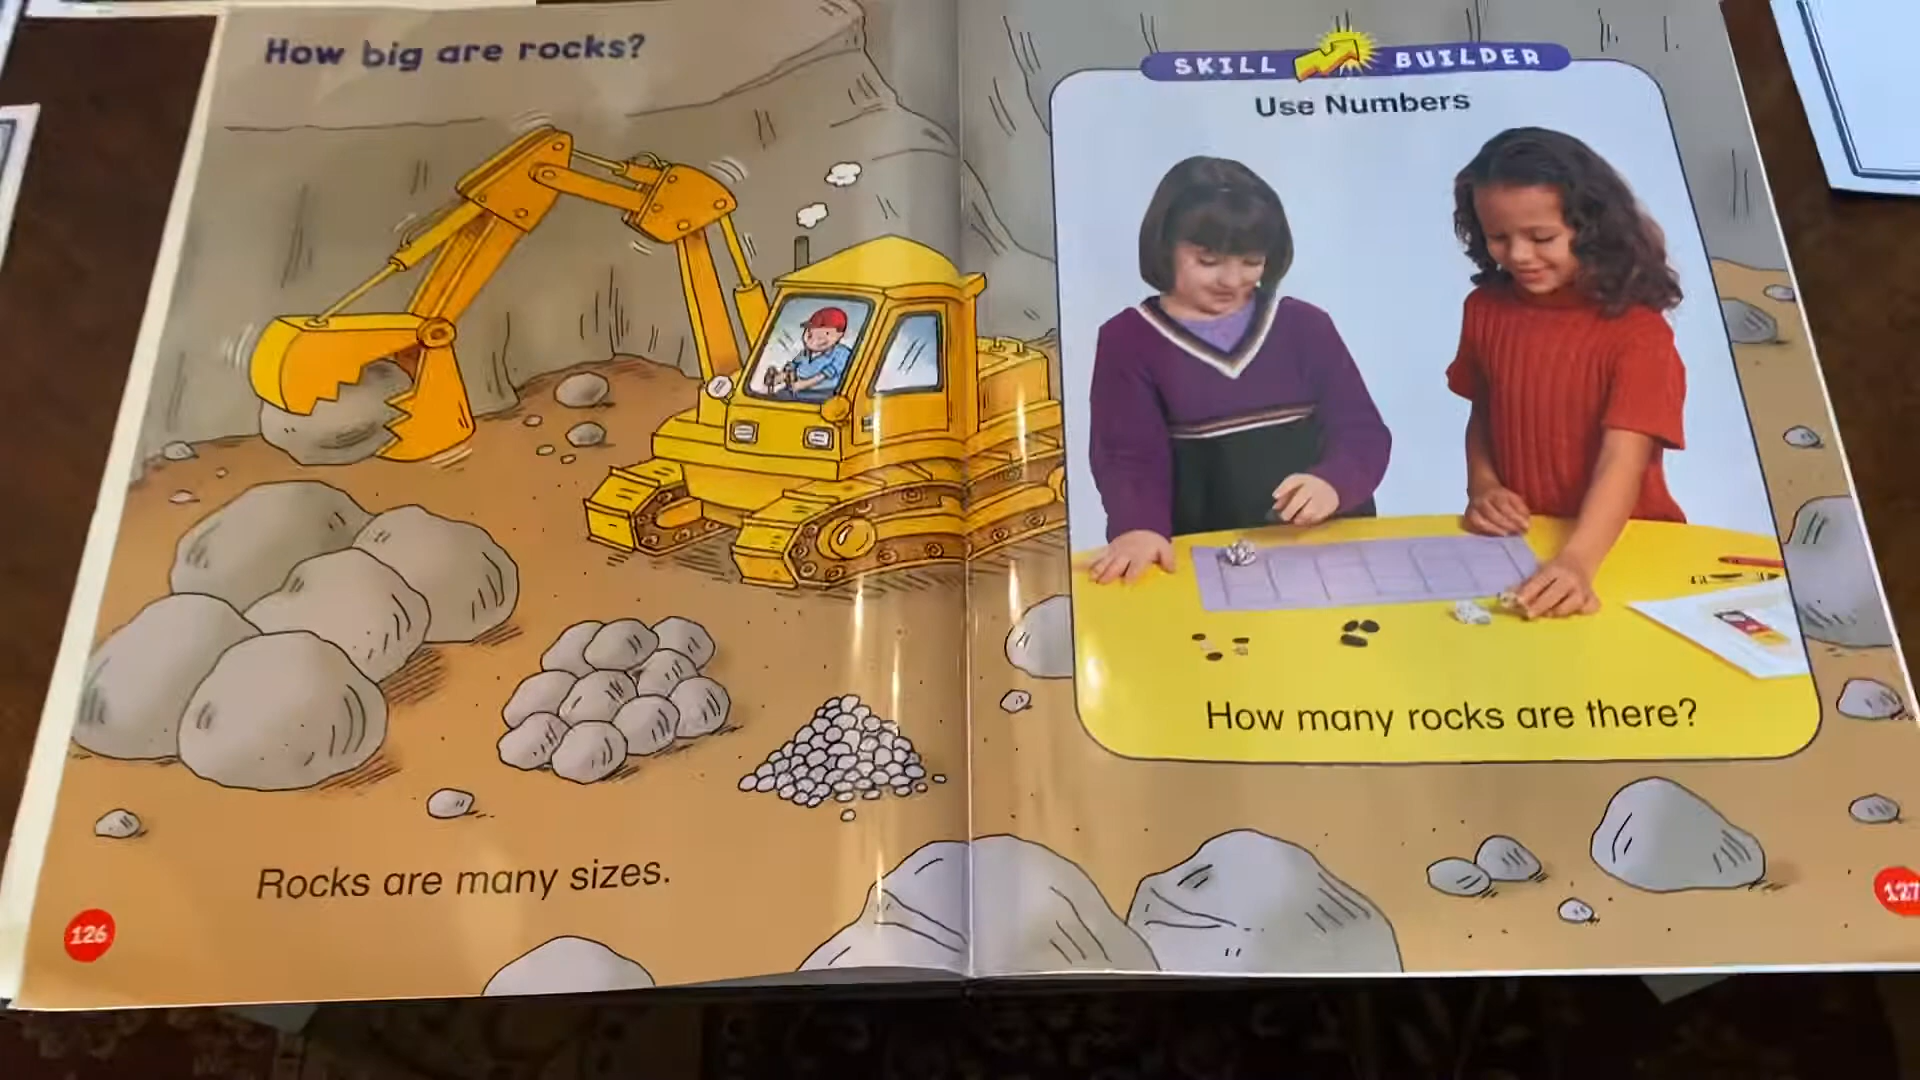 How big are rocks?
Rocks are many sizes.
126
SKILL BUILDER
Use Numbers
How many rocks are there?
127